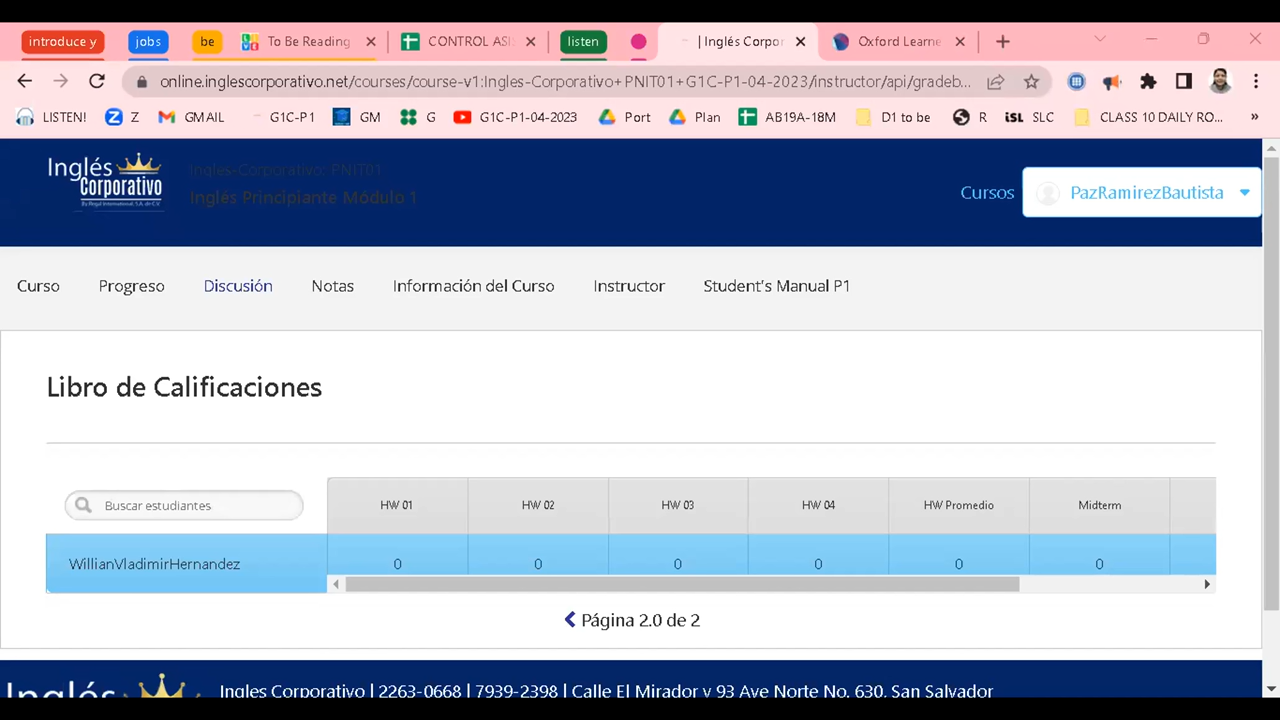 introduce y jobs be To Be Reading CONTROL ASI listen | Inglés Corpor Oxford Learne
online.inglescorporativo.net/courses/course-v1:Ingles-Corporativo+PNIT01+G1C-P1-04-2023/instructor/api/gradeb...
LISTEN! Z GMAIL G1C-P1 GM G G1C-P1-04-2023 Port Plan AB19A-18M D1 to be R iSL SLC CLASS 10 DAILY RO... »
Inglés Corporativo
By Regal International, S.A. de C.V.
Ingles-Corporativo: PNIT01
Inglés Principiante Módulo 1
Cursos PazRamirezBautista
Curso Progreso Discusión Notas Información del Curso Instructor Student's Manual P1
Libro de Calificaciones
Buscar estudiantes HW 01 HW 02 HW 03 HW 04 HW Promedio Midterm
WillianVladimirHernandez 0 0 0 0 0 0
Página 2.0 de 2
Inglés Ingles Corporativo | 2263-0668 | 7939-2398 | Calle El Mirador y 93 Ave Norte No. 630. San Salvador